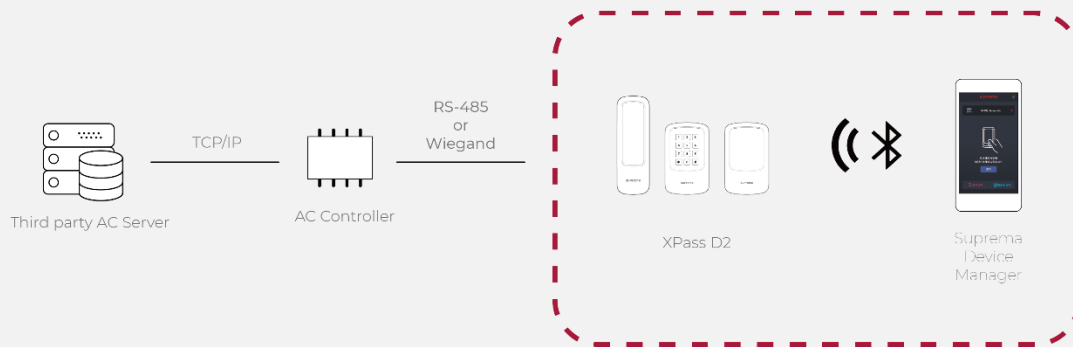 TCP/IP
Third party AC Server
AC Controller
RS-485
or
Wiegand
XPass D2
Suprema
Device
Manager